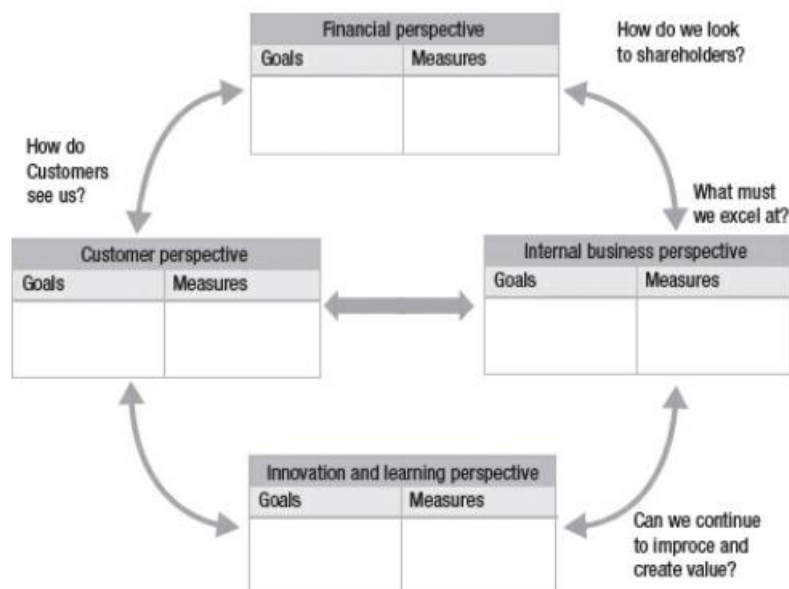 Financial perspective
Goals Measures
How do we look
to shareholders?
How do
Customers
see us?
What must
we excel at?
Customer perspective
Goals Measures
Internal business perspective
Goals Measures
Innovation and learning perspective
Goals Measures
Can we continue
to improce and
create value?